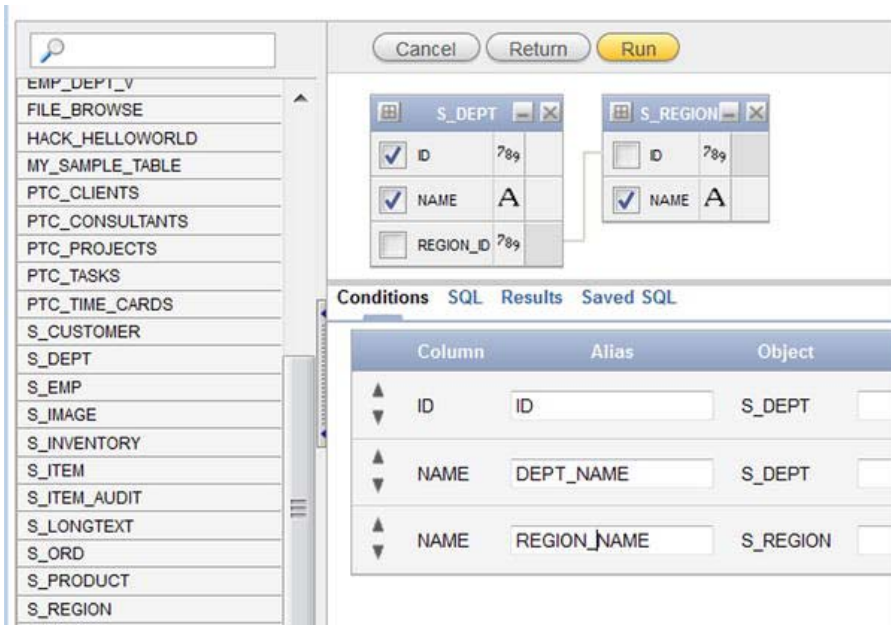 Cancel Return Run
EMP_DEPT_V
FILE_BROWSE
HACK_HELLOWORLD
MY_SAMPLE_TABLE
PTC_CLIENTS
PTC_CONSULTANTS
PTC_PROJECTS
PTC_TASKS
PTC_TIME_CARDS
S_CUSTOMER
S_DEPT
S_EMP
S_IMAGE
S_INVENTORY
S_ITEM
S_ITEM_AUDIT
S_LONGTEXT
S_ORD
S_PRODUCT
S_REGION
S_DEPT
ID 789
NAME A
REGION_ID 789
S_REGION
ID 789
NAME A
Conditions SQL Results Saved SQL
Column Alias Object
ID ID S_DEPT
NAME DEPT_NAME S_DEPT
NAME REGION_NAME S_REGION